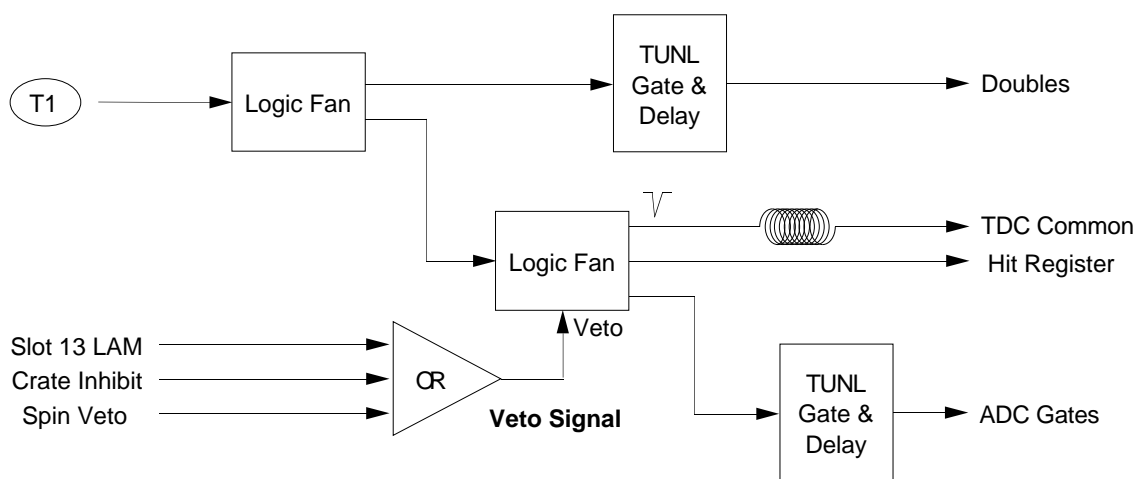 T1
Logic Fan
TUNL
Gate &
Delay
Doubles
Logic Fan
TDC Common
Hit Register
Veto
Slot 13 LAM
Crate Inhibit
Spin Veto
OR
Veto Signal
TUNL
Gate &
Delay
ADC Gates